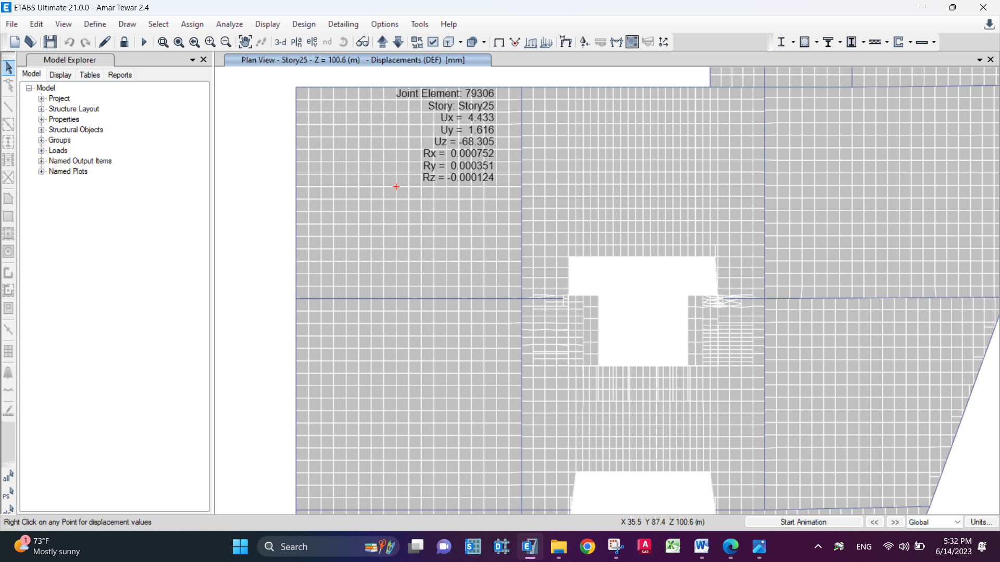 ETABS Ultimate 21.0.0 - Amar Tewar 2.4
File Edit View Define Draw Select Assign Analyze Display Design Detailing Options Tools Help
3-d pla ele nd
Model Explorer
Plan View - Story25 - Z = 100.6 (m) - Displacements (DEF) [mm]
Model Display Tables Reports
Model
Project
Structure Layout
Properties
Structural Objects
Groups
Loads
Named Output Items
Named Plots
Joint Element: 79306
Story: Story25
Ux = 4.433
Uy = 1.616
Uz = -68.305
Rx = 0.000752
Ry = 0.000351
Rz = -0.000124
all
PS
Right Click on any Point for displacement values
X 35.5 Y 87.4 Z 100.6 (m)
Start Animation
<< >>
Global
Units...
1
73°F
Mostly sunny
Search
ENG
5:32 PM
6/14/2023